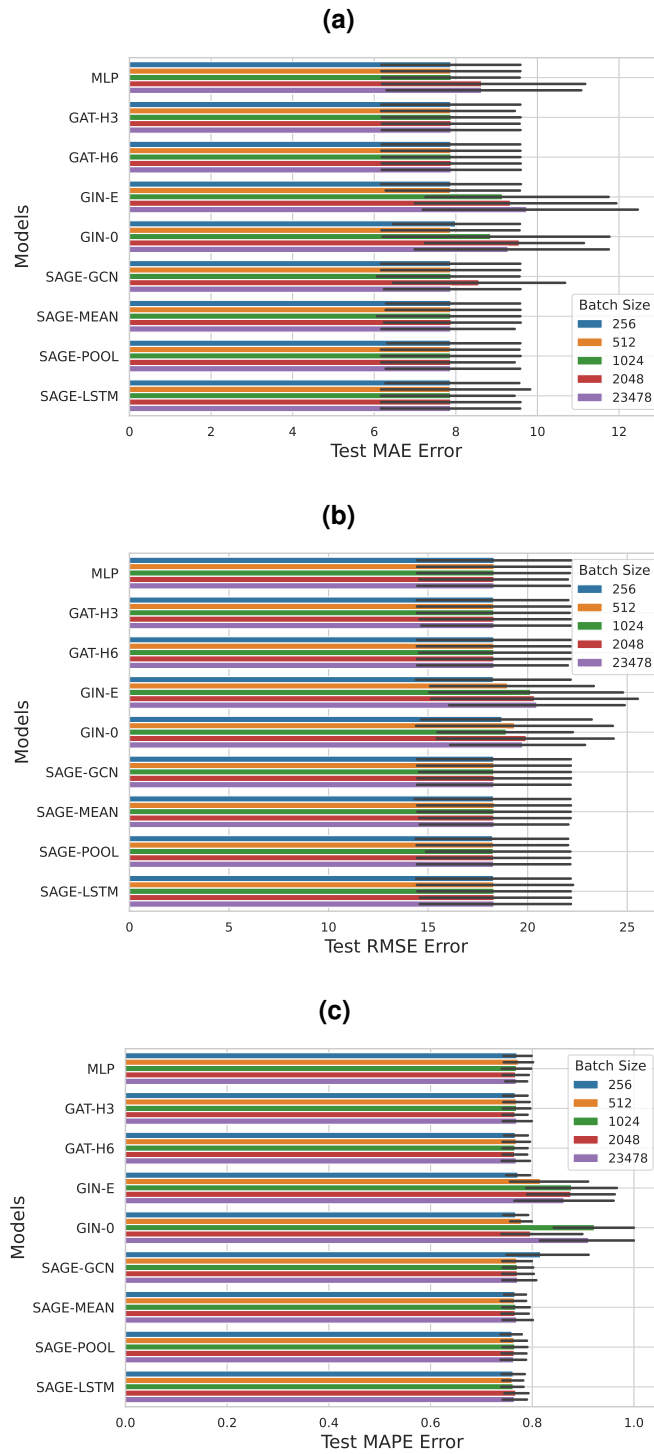 (a)
MLP
GAT-H3
GAT-H6
GIN-E
GIN-0
SAGE-GCN
SAGE-MEAN
SAGE-POOL
SAGE-LSTM
Models
Batch Size
256
512
1024
2048
23478
0 2 4 6 8 10 12
Test MAE Error
(b)
MLP
GAT-H3
GAT-H6
GIN-E
GIN-0
SAGE-GCN
SAGE-MEAN
SAGE-POOL
SAGE-LSTM
Models
Batch Size
256
512
1024
2048
23478
0 5 10 15 20 25
Test RMSE Error
(c)
MLP
GAT-H3
GAT-H6
GIN-E
GIN-0
SAGE-GCN
SAGE-MEAN
SAGE-POOL
SAGE-LSTM
Models
Batch Size
256
512
1024
2048
23478
0.0 0.2 0.4 0.6 0.8 1.0
Test MAPE Error